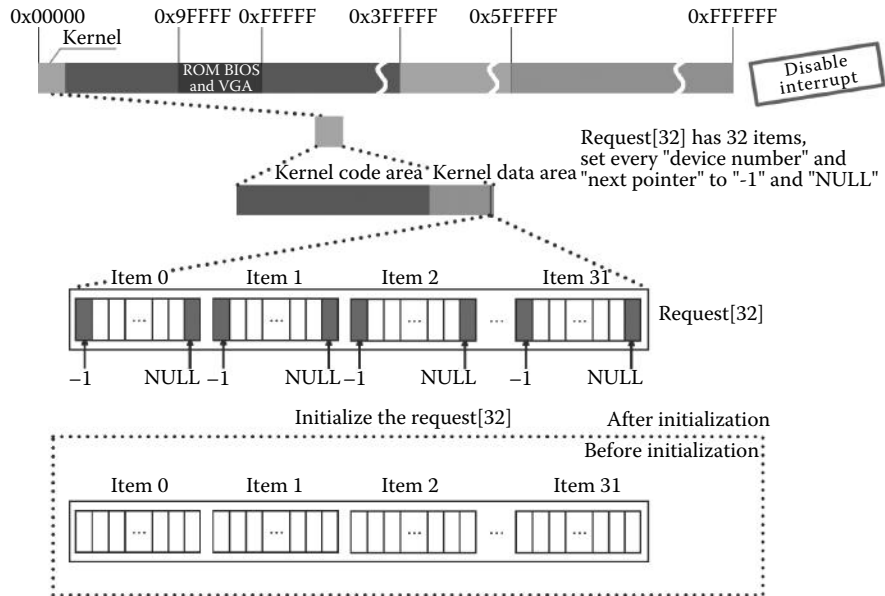 0x00000 0x9FFFF 0xFFFFF 0x3FFFFF 0x5FFFFF 0xFFFFFF
Kernel
ROM BIOS
and VGA
Disable
interrupt
Request[32] has 32 items,
set every "device number" and
"next pointer" to "-1" and "NULL"
Kernel code area Kernel data area
Item 0 Item 1 Item 2 Item 31
... ... ... ... ...
Request[32]
–1 NULL –1 NULL –1 NULL –1 NULL
Initialize the request[32] After initialization
Before initialization
Item 0 Item 1 Item 2 Item 31
... ... ... ... ...